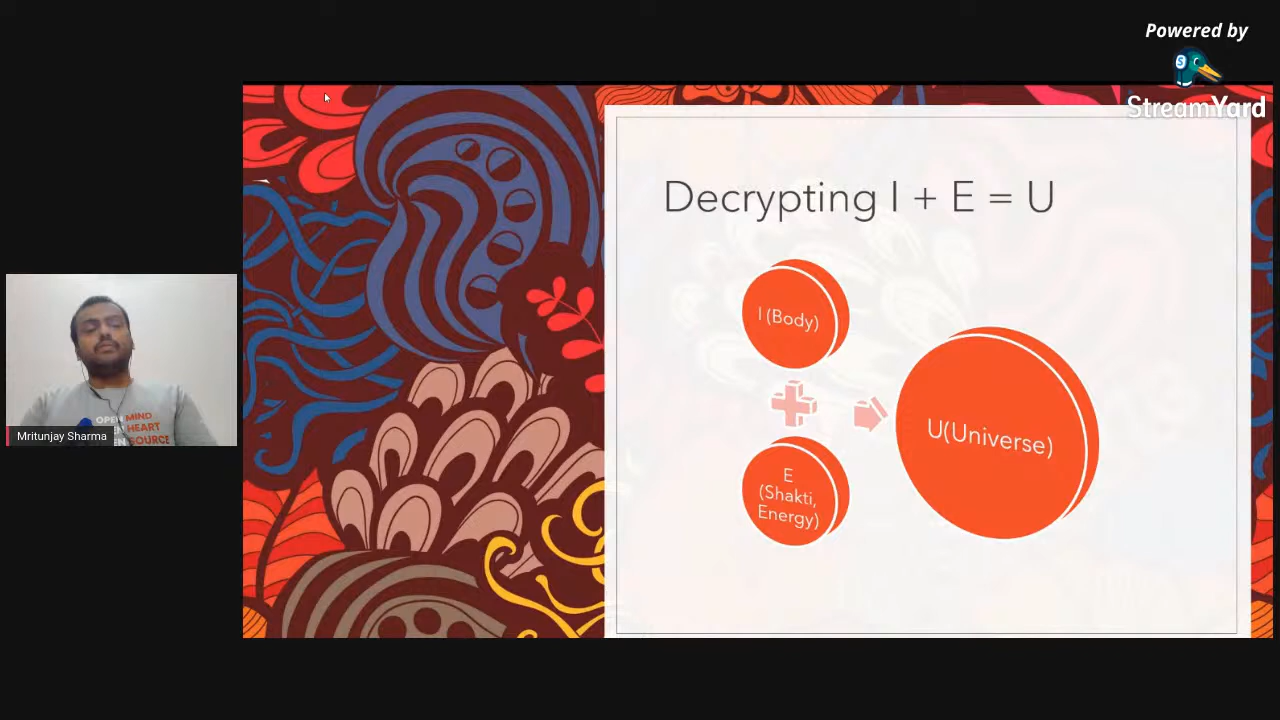 Powered by
StreamYard
Decrypting I + E = U
I (Body)
E
(Shakti,
Energy)
U(Universe)
OPEN MIND
HEART
SOURCE
Mritunjay Sharma